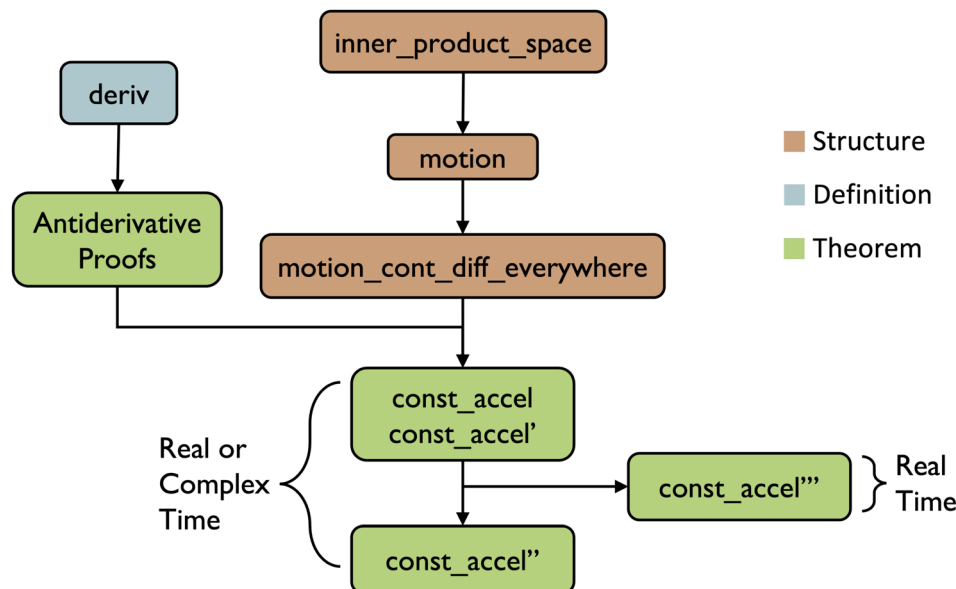 inner_product_space
deriv
motion
Structure
Definition
Theorem
Antiderivative
Proofs
motion_cont_diff_everywhere
const_accel
const_accel’
Real or
Complex
Time
const_accel’’’
Real
Time
const_accel’’